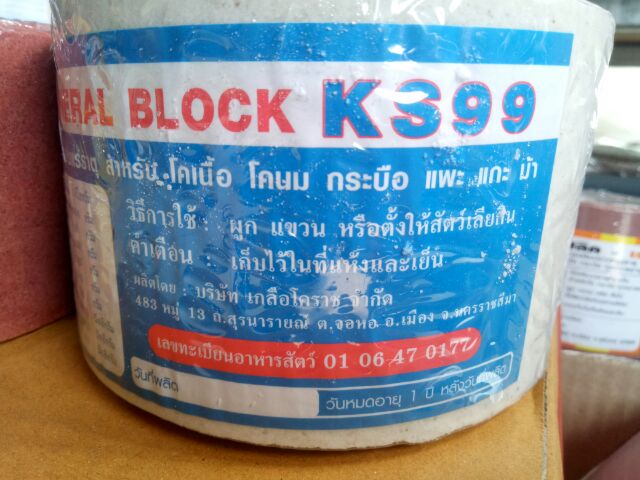 ERAL BLOCK KS99
สำหรับ โคเนื้อ โคนม กระบือ แพะ แกะ ม้า
วิธีการใช้ : ผูก แขวน หรือตั้งให้สัตว์เลียกิน
คำเตือน : เก็บไว้ในที่แห้งและเย็น
ผลิตโดย : บริษัท เกลือโคราช จำกัด
483 หมู่ 13 ถ.สุรนารายณ์ ต.จอหอ อ.เมือง จ.นครราชสีมา
เลขทะเบียนอาหารสัตว์ 01 06 47 0177
วันที่ผลิต
วันหมดอายุ 1 ปี หลังวันที่ผลิต